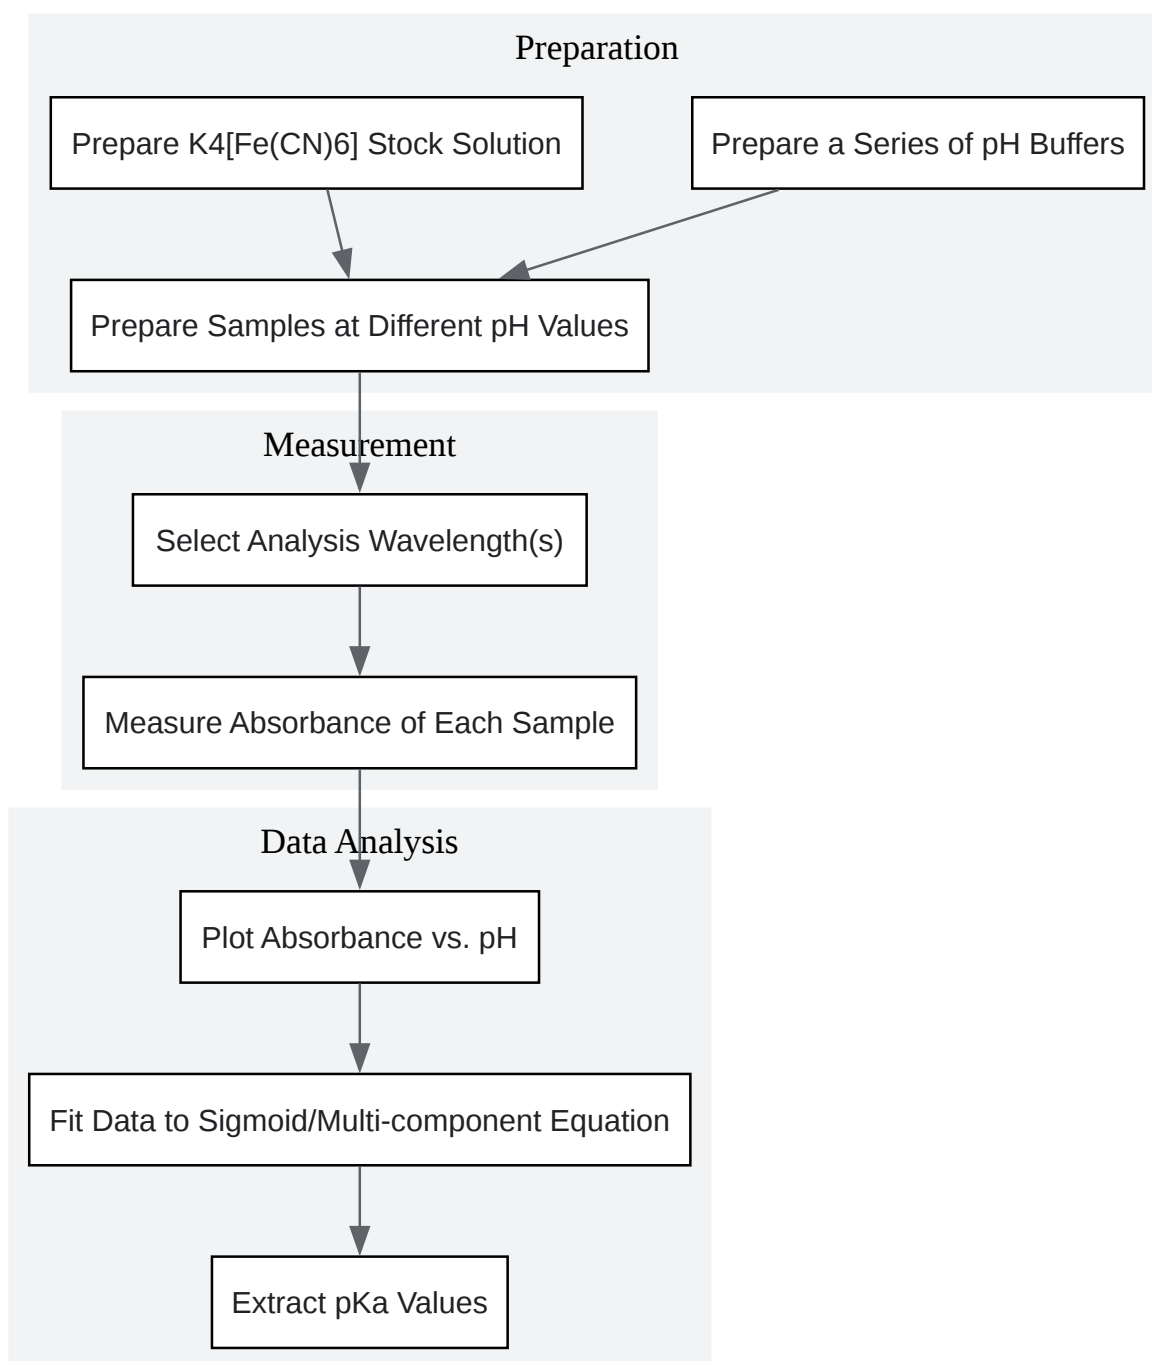 Preparation
Prepare K4[Fe(CN)6] Stock Solution
Prepare a Series of pH Buffers
Prepare Samples at Different pH Values
Measurement
Select Analysis Wavelength(s)
Measure Absorbance of Each Sample
Data Analysis
Plot Absorbance vs. pH
Fit Data to Sigmoid/Multi-component Equation
Extract pKa Values